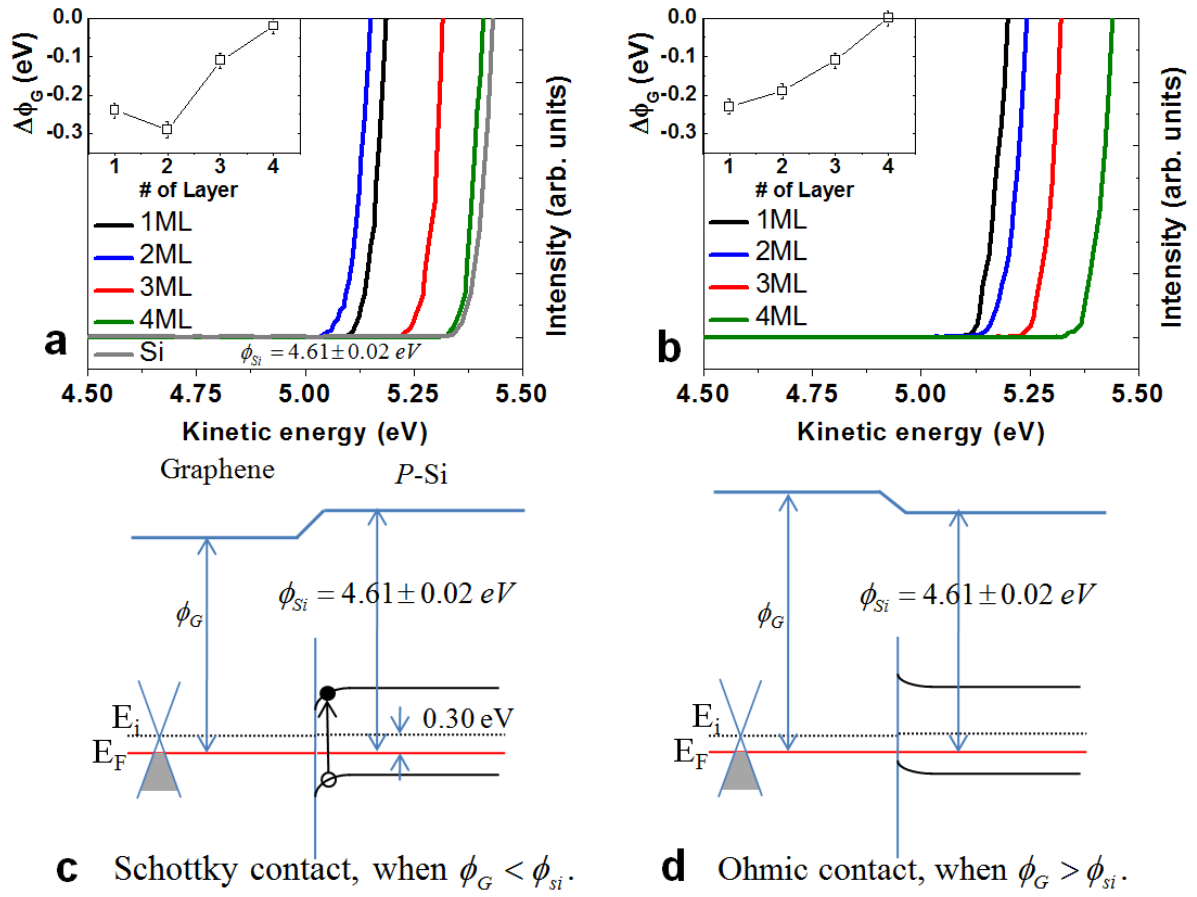 0.0
-0.1
-0.2
-0.3
ΔϕG (eV)
1 2 3 4
# of Layer
1ML
2ML
3ML
4ML
Si
a
ϕSi = 4.61±0.02 eV
Intensity (arb. units)
4.50 4.75 5.00 5.25 5.50
Kinetic energy (eV)
0.0
-0.1
-0.2
-0.3
ΔϕG (eV)
1 2 3 4
# of Layer
1ML
2ML
3ML
4ML
b
Intensity (arb. units)
4.50 4.75 5.00 5.25 5.50
Kinetic energy (eV)
Graphene P-Si
ϕG
ϕSi = 4.61±0.02 eV
0.30 eV
Ei
EF
c Schottky contact, when ϕG < ϕsi.
ϕG
ϕSi = 4.61±0.02 eV
Ei
EF
d Ohmic contact, when ϕG > ϕsi.